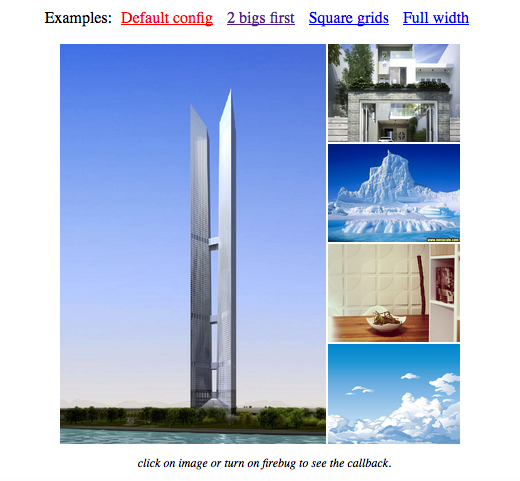 Examples: Default config 2 bigs first Square grids Full width
click on image or turn on firebug to see the callback.